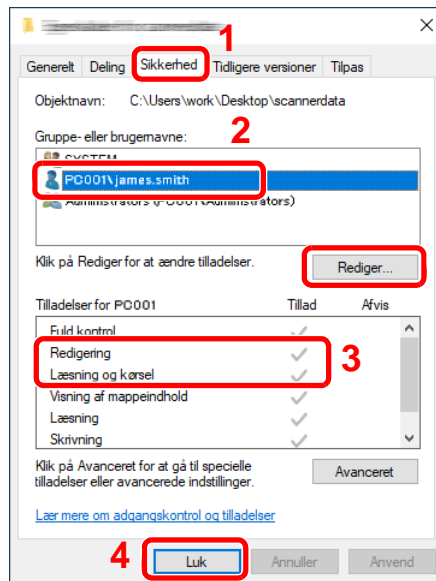 1
Generelt Deling Sikkerhed Tidligere versioner Tilpas
Objektnavn: C:\Users\work\Desktop\scannerdata
2
Gruppe- eller brugernavne:
SYSTEM
PC001\james.smith
Administrators (PC001\Administrators)
Klik på Rediger for at ændre tilladelser.
Rediger...
Tilladelser for PC001 Tillad Afvis
Fuld kontrol
Redigering
3
Læsning og kørsel
Visning af mappeindhold
Læsning
Skrivning
Klik på Avanceret for at gå til specielle
tilladelser eller avancerede indstillinger.
Avanceret
Lær mere om adgangskontrol og tilladelser
4
Luk Annuller Anvend